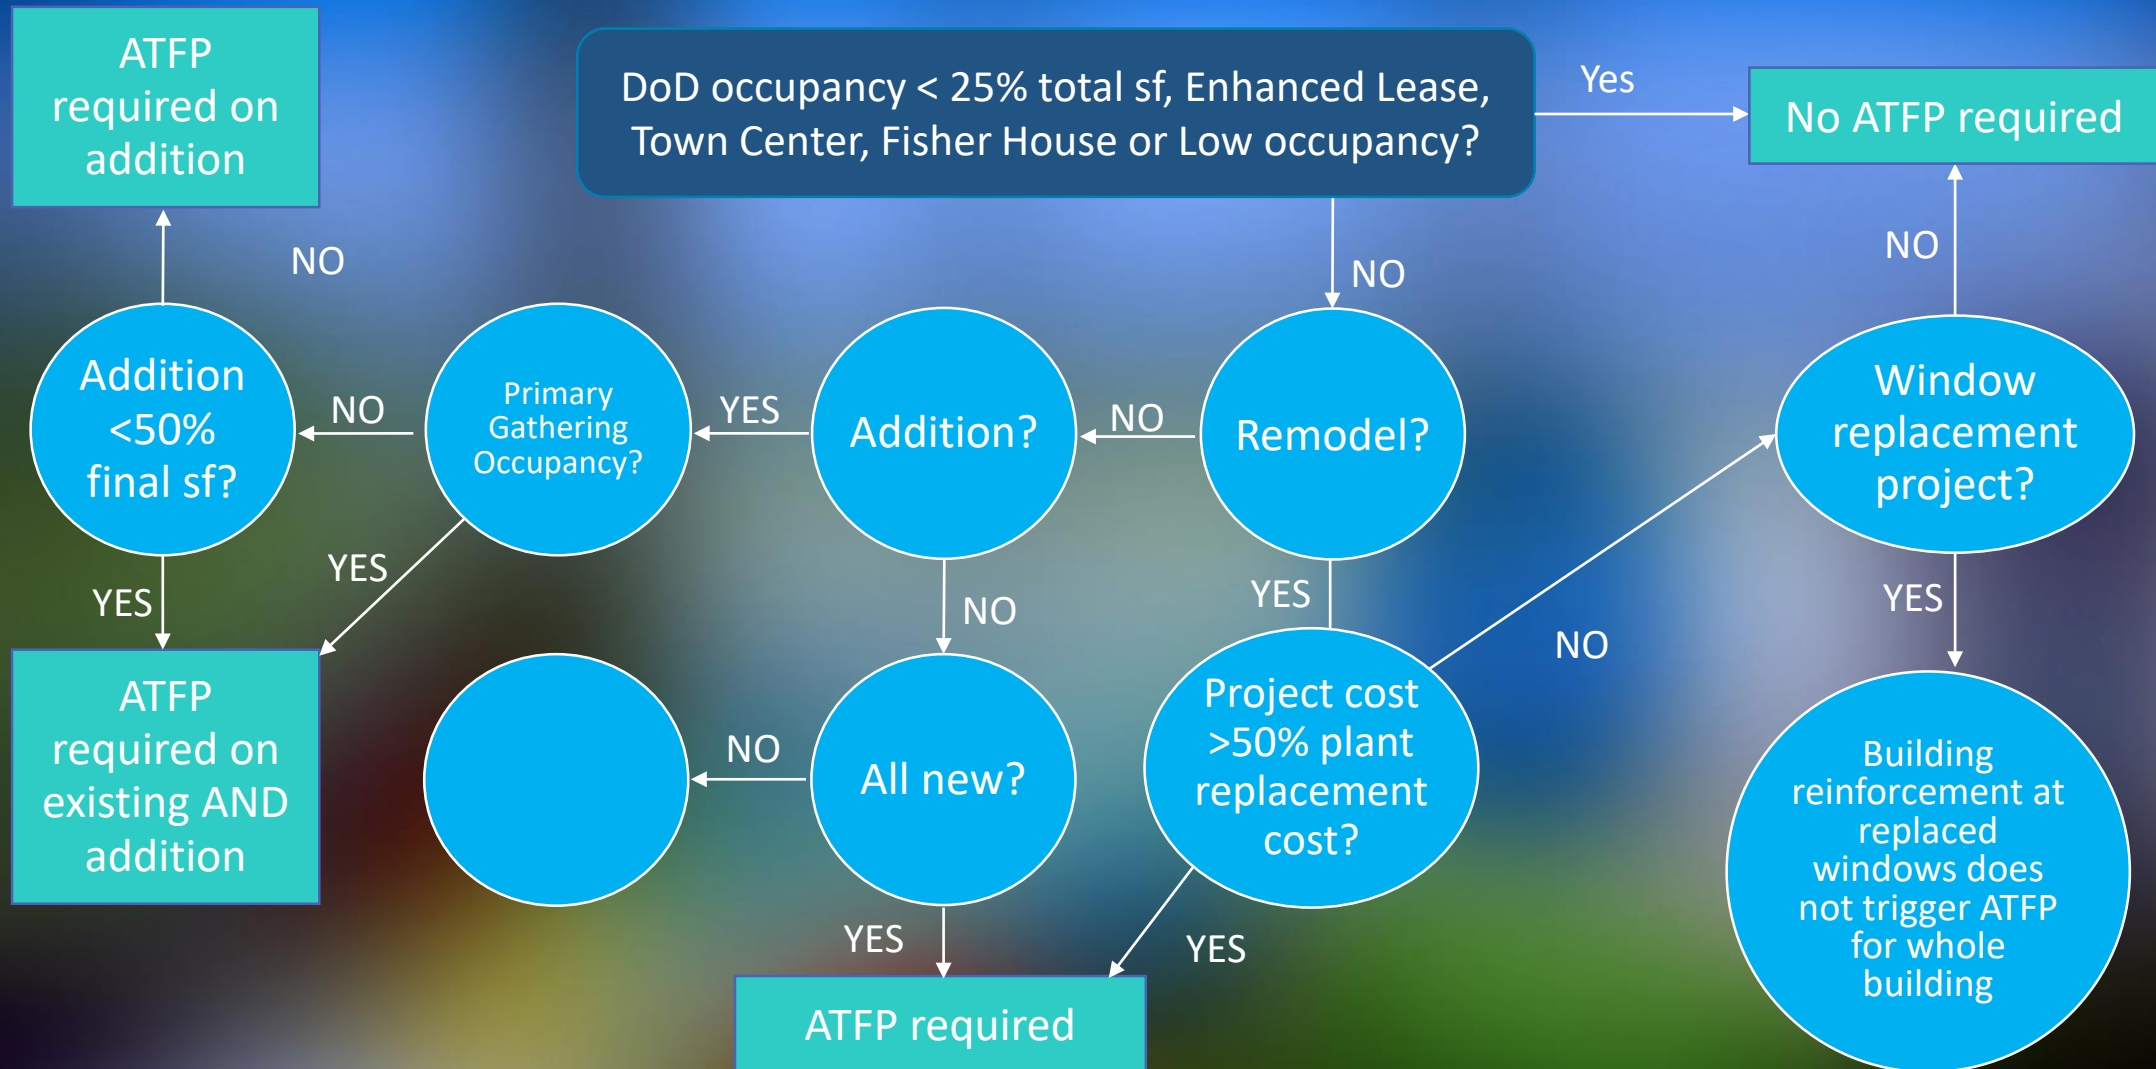 ATFP
required on
addition
DoD occupancy < 25% total sf, Enhanced Lease,
Town Center, Fisher House or Low occupancy?
Yes
No ATFP required
NO
NO
NO
Addition
<50%
final sf?
NO
Primary
Gathering
Occupancy?
YES
Addition?
NO
Remodel?
Window
replacement
project?
YES
YES
NO
YES
NO
YES
ATFP
required on
existing AND
addition
NO
All new?
Project cost
>50% plant
replacement
cost?
Building
reinforcement at
replaced
windows does
not trigger ATFP
for whole
building
YES
YES
ATFP required